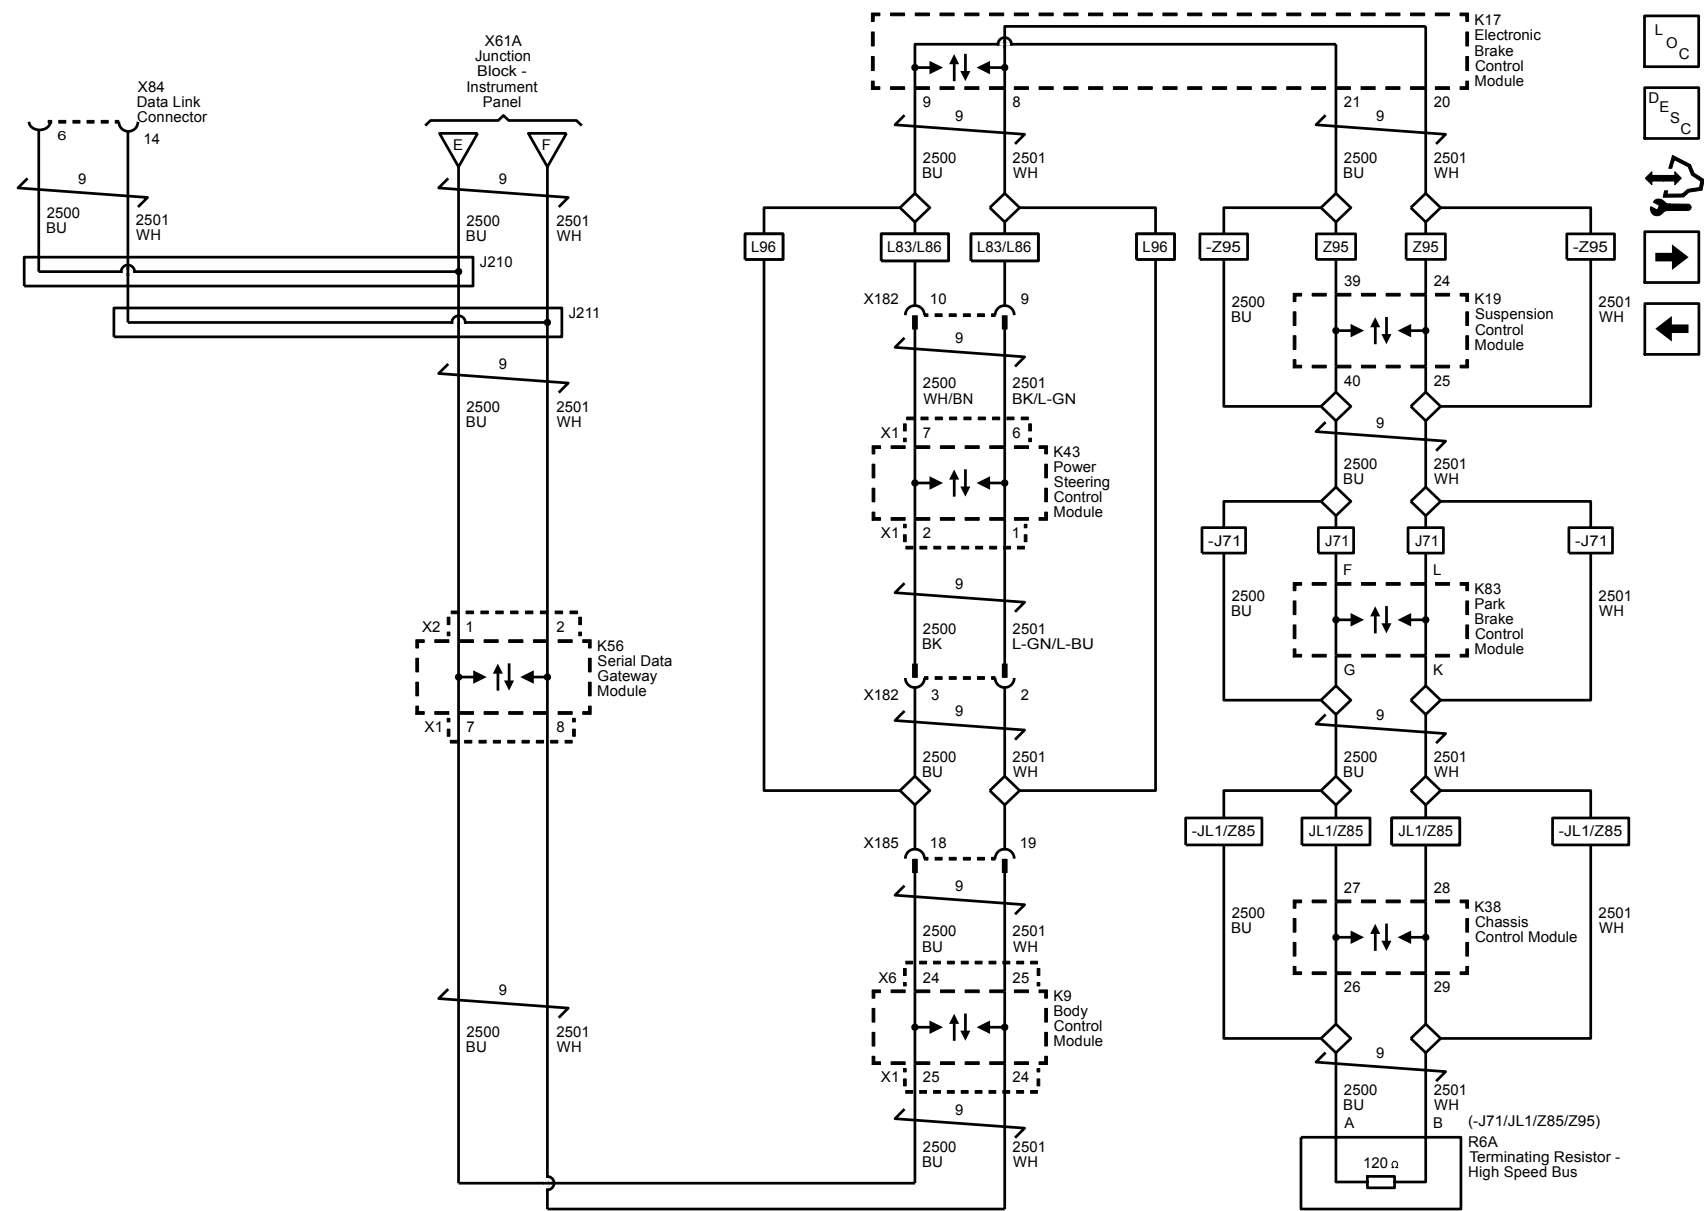 X84
Data Link
Connector
6
14
9
2500
BU
2501
WH
J210
J211
X61A
Junction
Block -
Instrument
Panel
E
F
9
2500
BU
2501
WH
9
2500
BU
2501
WH
X2
1
2
K56
Serial Data
Gateway
Module
X1
7
8
9
2500
BU
2501
WH
K17
Electronic
Brake
Control
Module
9
8
21
20
9
2500
BU
2501
WH
L96
L83/L86
L83/L86
L96
X182
10
9
9
2500
WH/BN
2501
BK/L-GN
X1
7
6
K43
Power
Steering
Control
Module
X1
2
1
9
2500
BK
2501
L-GN/L-BU
X182
3
2
9
2500
BU
2501
WH
X185
18
19
9
2500
BU
2501
WH
X6
24
25
K9
Body
Control
Module
X1
25
24
9
2500
BU
2501
WH
9
2500
BU
2501
WH
-Z95
Z95
Z95
-Z95
2500
BU
39
24
K19
Suspension
Control
Module
2501
WH
40
25
9
2500
BU
2501
WH
-J71
J71
J71
-J71
2500
BU
F
L
K83
Park
Brake
Control
Module
2501
WH
G
K
9
2500
BU
2501
WH
-JL1/Z85
JL1/Z85
JL1/Z85
-JL1/Z85
2500
BU
27
28
K38
Chassis
Control Module
2501
WH
26
29
9
2500
BU
2501
WH
A
B
(-J71/JL1/Z85/Z95)
R6A
Terminating Resistor -
High Speed Bus
120 Ω
LOC
DESC